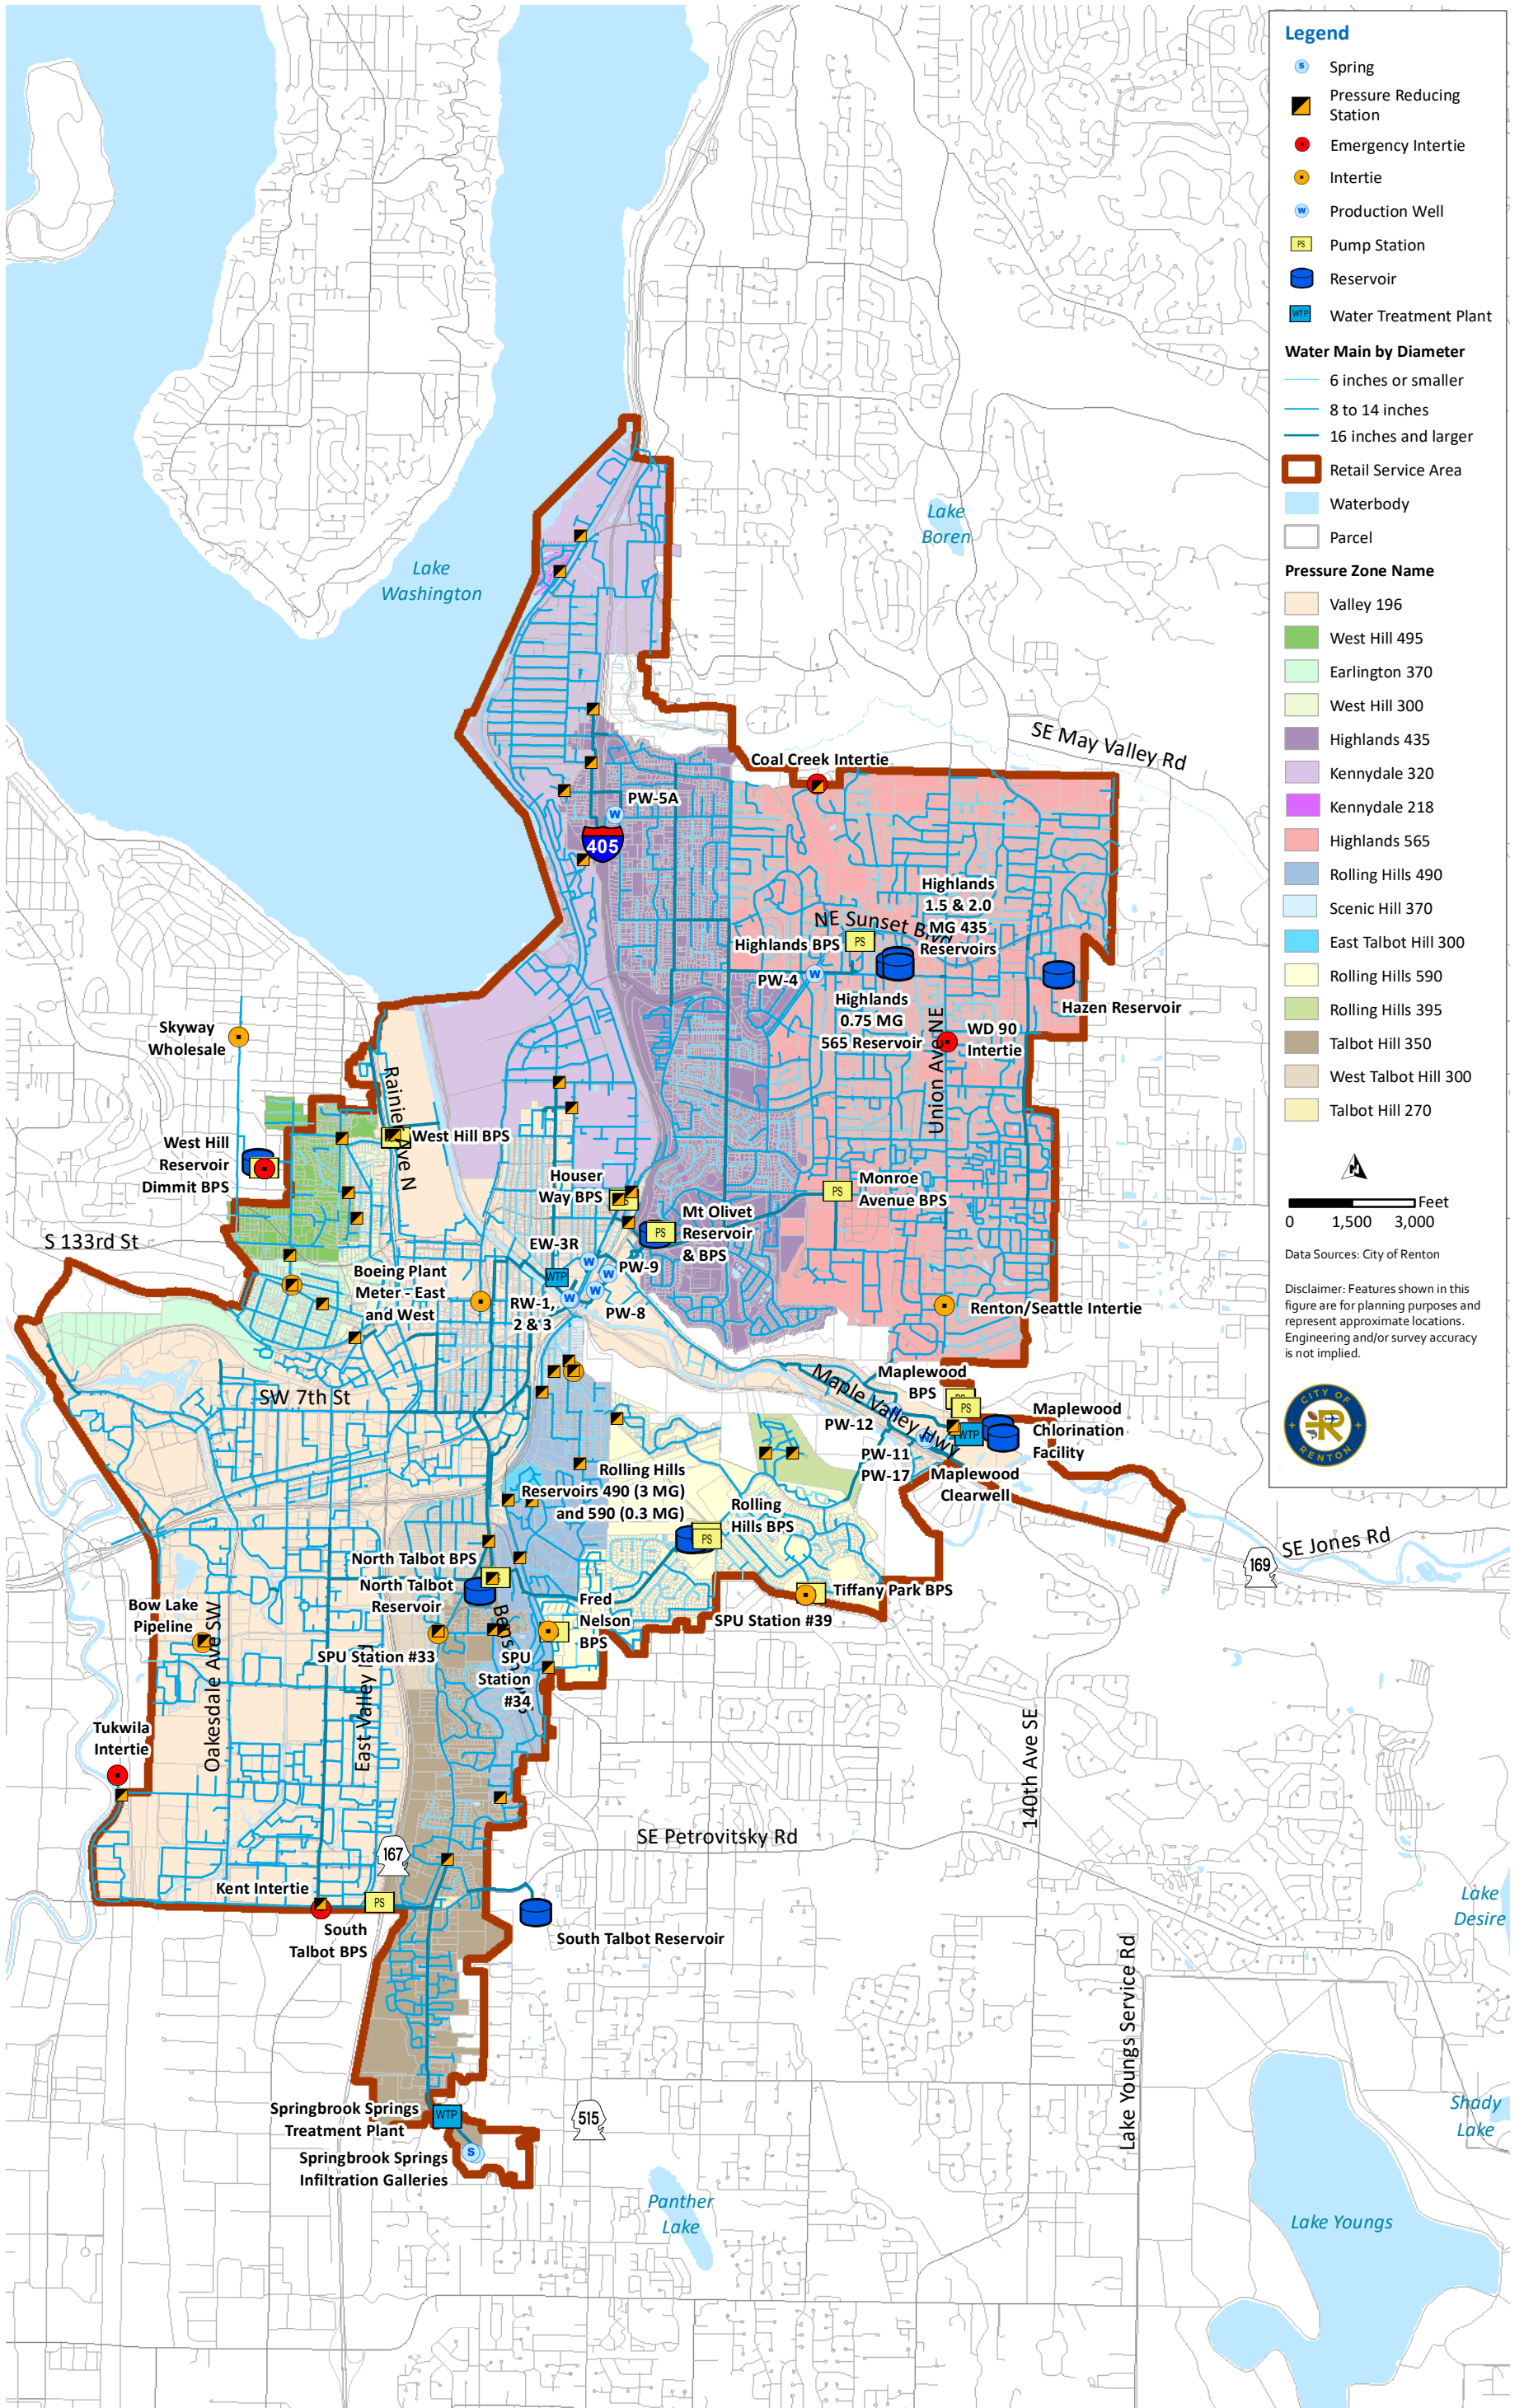 Legend
S
Spring
Pressure Reducing
Station
Emergency Intertie
Intertie
W
Production Well
PS
Pump Station
Reservoir
WTP
Water Treatment Plant
Water Main by Diameter
6 inches or smaller
8 to 14 inches
16 inches and larger
Retail Service Area
Waterbody
Parcel
Pressure Zone Name
Valley 196
West Hill 495
Earlington 370
West Hill 300
Highlands 435
Kennydale 320
Kennydale 218
Highlands 565
Rolling Hills 490
Scenic Hill 370
East Talbot Hill 300
Rolling Hills 590
Rolling Hills 395
Talbot Hill 350
West Talbot Hill 300
Talbot Hill 270
N
Feet
0 1,500 3,000
Data Sources: City of Renton
Disclaimer: Features shown in this
figure are for planning purposes and
represent approximate locations.
Engineering and/or survey accuracy
is not implied.
CITY OF
R
RENTON
Lake
Boren
Lake
Washington
SE May Valley Rd
Coal Creek Intertie
PW-5A
W
405
Highlands
1.5 & 2.0
MG 435
Reservoirs
NE Sunset Blvd
Highlands BPS
PS
PW-4
W
Hazen Reservoir
Highlands
0.75 MG
565 Reservoir
Union Ave NE
WD 90
Intertie
Skyway
Wholesale
Rainier Ave N
West Hill BPS
West Hill
Reservoir
Dimmit BPS
Houser
Way BPS
Monroe
Avenue BPS
PS
Mt Olivet
Reservoir
& BPS
PS
S 133rd St
EW-3R
W
PW-9
W
WTP
Boeing Plant
Meter - East
and West
RW-1,
2 & 3
W
W
PW-8
Renton/Seattle Intertie
SW 7th St
Maple Valley Hwy
Maplewood
BPS
PS
PS
WTP
Maplewood
Chlorination
Facility
PW-12
PW-11
PW-17
W
Maplewood
Clearwell
Rolling Hills
Reservoirs 490 (3 MG)
and 590 (0.3 MG)
Rolling
Hills BPS
PS
SE Jones Rd
169
North Talbot BPS
North Talbot
Reservoir
Fred
Nelson
BPS
Tiffany Park BPS
SPU Station #39
Bow Lake
Pipeline
Oakesdale Ave SW
SPU Station #33
SPU
Station
#34
East Valley
Tukwila
Intertie
140th Ave SE
SE Petrovitsky Rd
167
Kent Intertie
PS
South
Talbot BPS
South Talbot Reservoir
Lake
Desire
Lake Youngs Service Rd
Springbrook Springs
Treatment Plant
WTP
515
Springbrook Springs
Infiltration Galleries
S
Shady
Lake
Panther
Lake
Lake Youngs